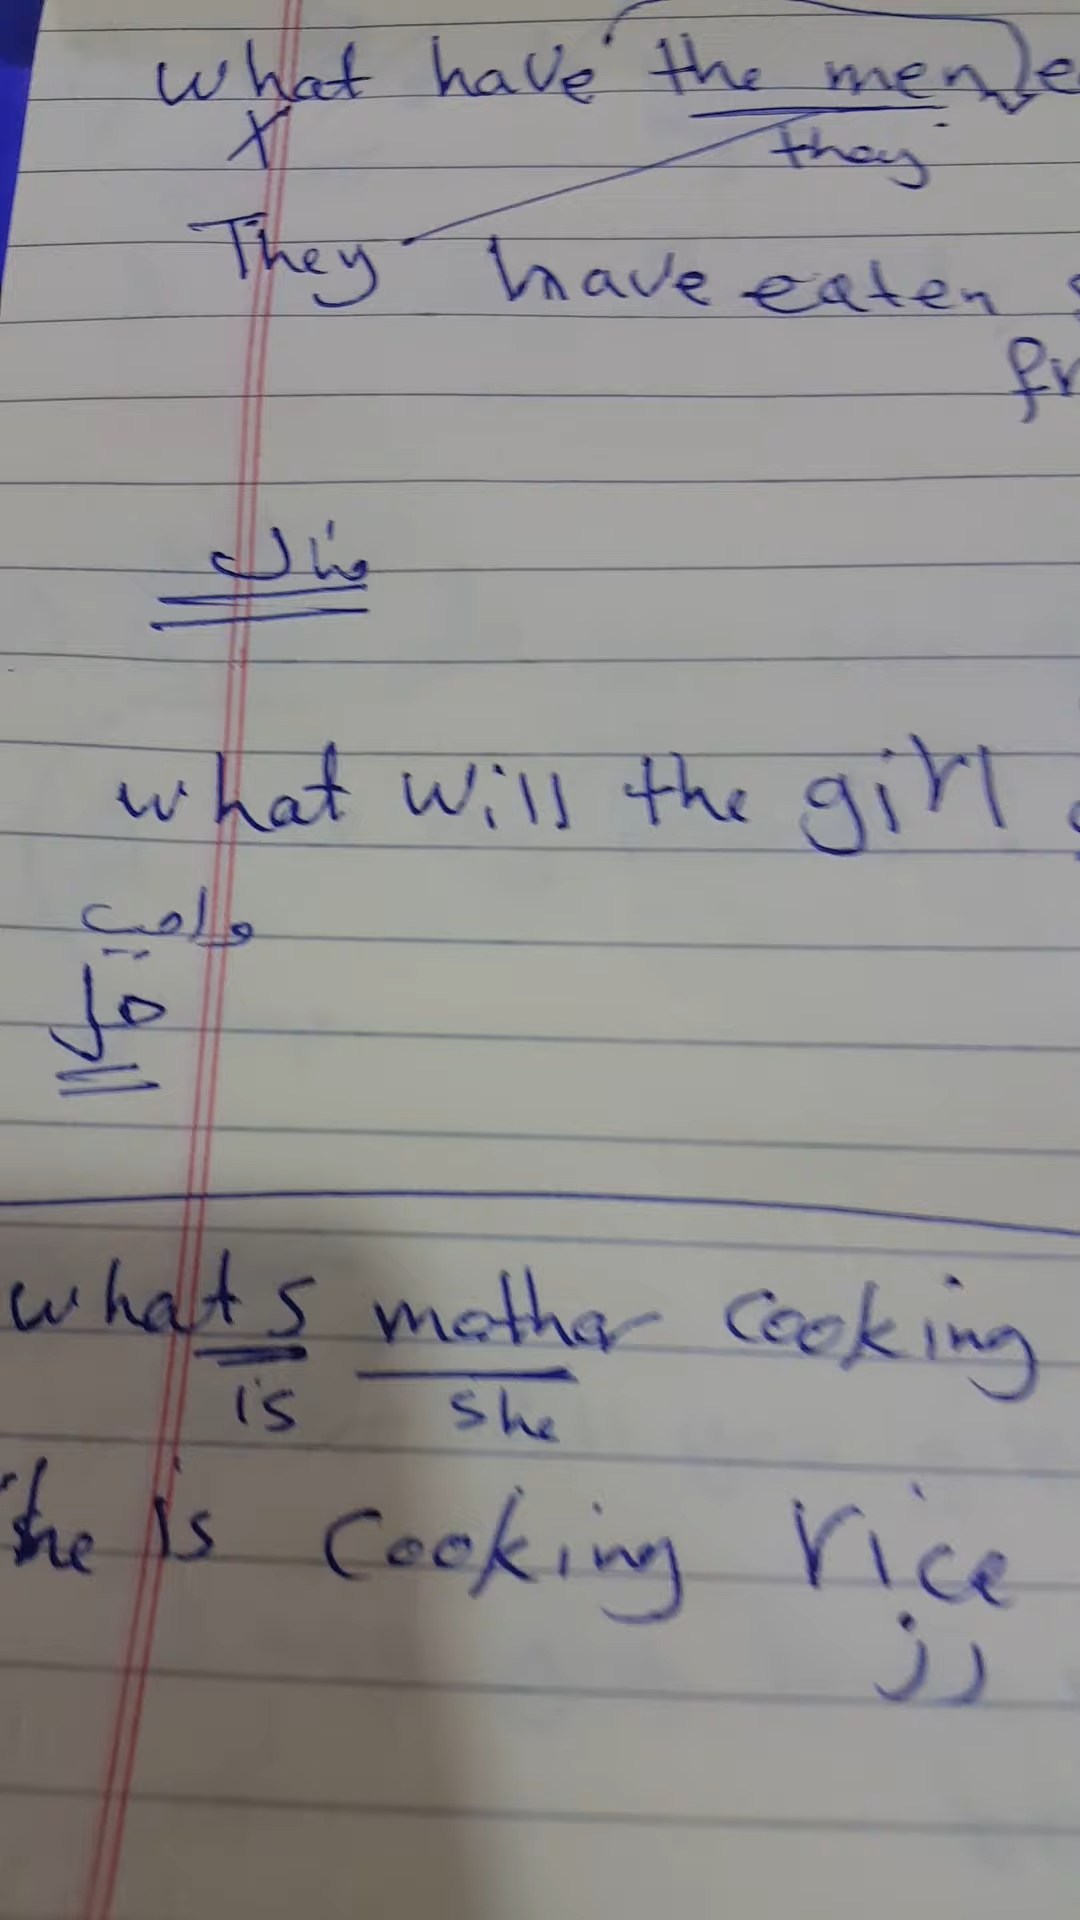 what have the men e
X
they
They have eaten
fr
مثال
what will the girl
واجب
حل
whats mother cooking
is she
she is cooking rice
رز